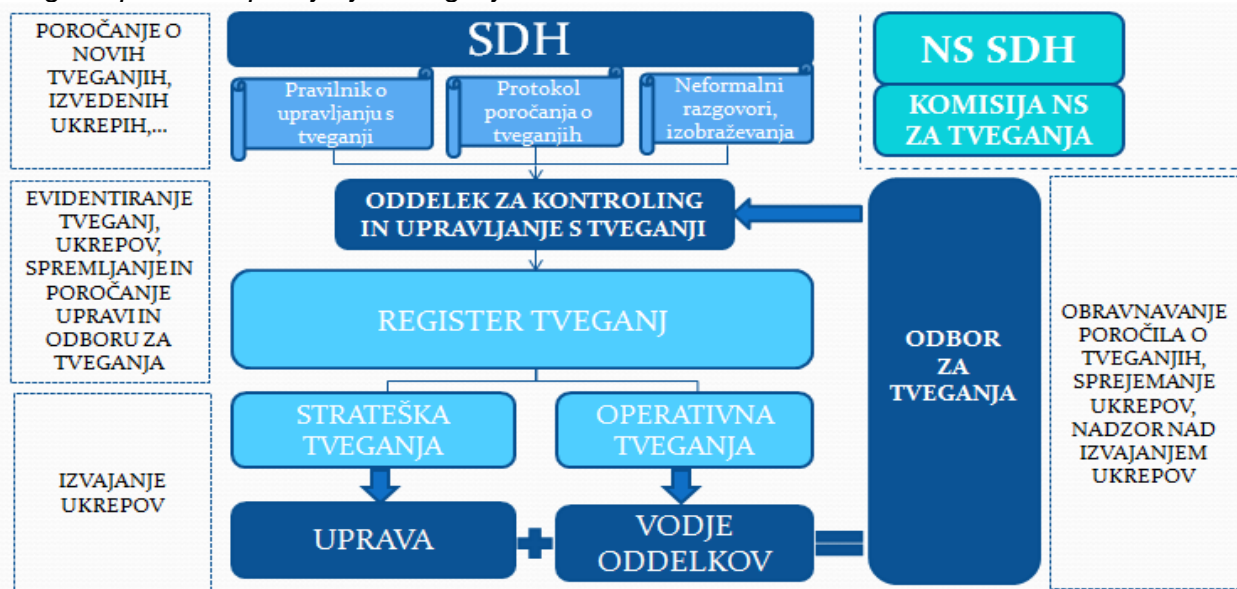 POROČANJE O
NOVIH
TVEGANJIH,
IZVEDENIH
UKREPIH,...
SDH
Pravilnik o
upravljanju s
tveganji
Protokol
poročanja o
tveganjih
Neformalni
razgovori,
izobraževanja
NS SDH
KOMISIJA NS
ZA TVEGANJA
EVIDENTIRANJE
TVEGANJ,
UKREPOV,
SPREMLJANJE IN
POROČANJE
UPRAVI IN
ODBORU ZA
TVEGANJA
ODDELEK ZA KONTROLING
IN UPRAVLJANJE S TVEGANJI
REGISTER TVEGANJ
STRATEŠKA
TVEGANJA
OPERATIVNA
TVEGANJA
ODBOR
ZA
TVEGANJA
OBRAVNAVANJE
POROČILA O
TVEGANJIH,
SPREJEMANJE
UKREPOV,
NADZOR NAD
IZVAJANJEM
UKREPOV
IZVAJANJE
UKREPOV
UPRAVA
VODJE
ODDELKOV